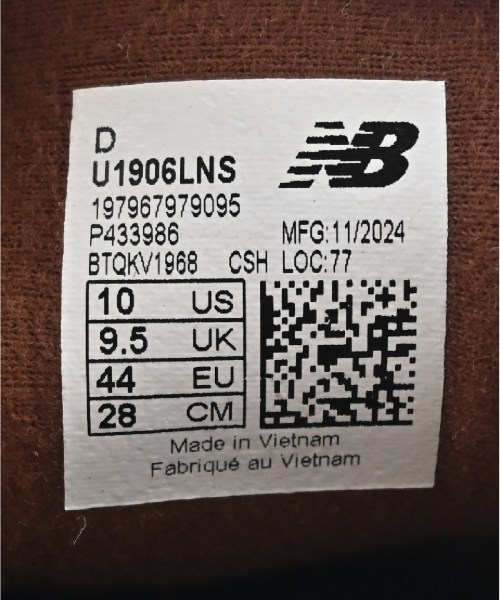 D
U1906LNS
NB
197967979095
P433986 MFG:11/2024
BTQKV1968 CSH LOC:77
10 US
9.5 UK
44 EU
28 CM
Made in Vietnam
Fabriqué au Vietnam